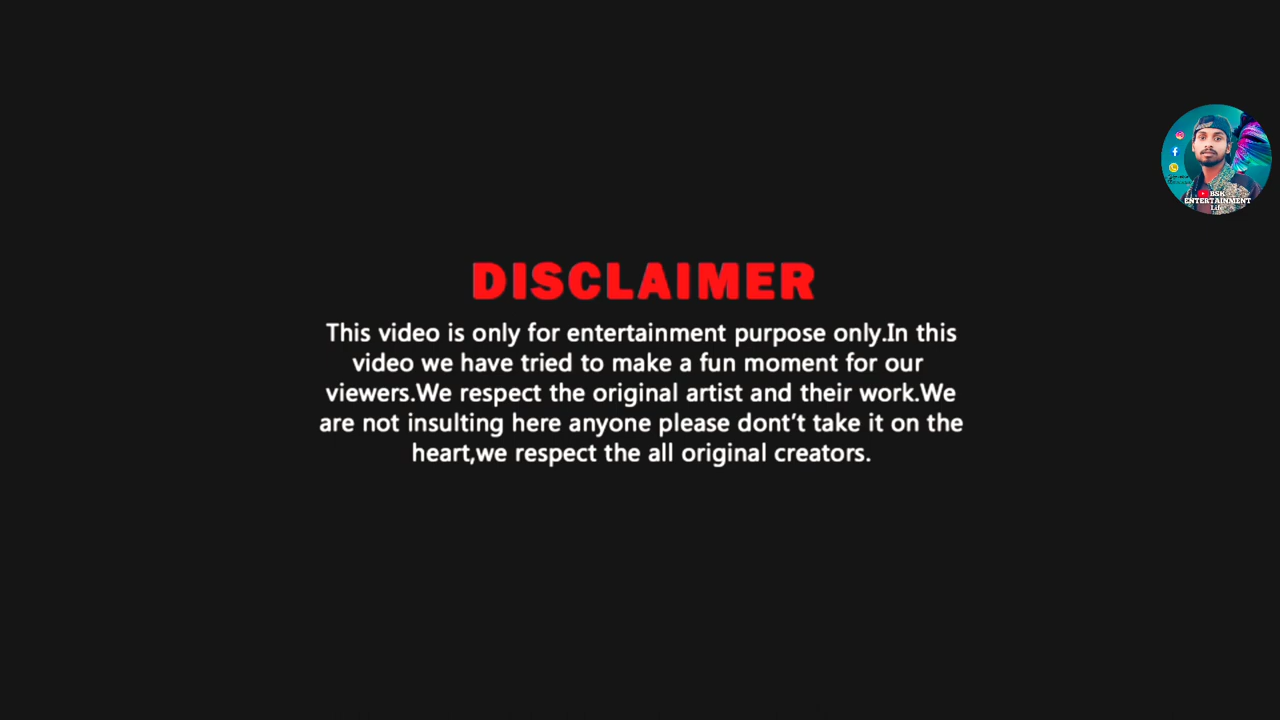 DISCLAIMER
This video is only for entertainment purpose only.In this
video we have tried to make a fun moment for our
viewers.We respect the original artist and their work.We
are not insulting here anyone please dont’t take it on the
heart,we respect the all original creators.
BSK
ENTERTAINMENT
Life